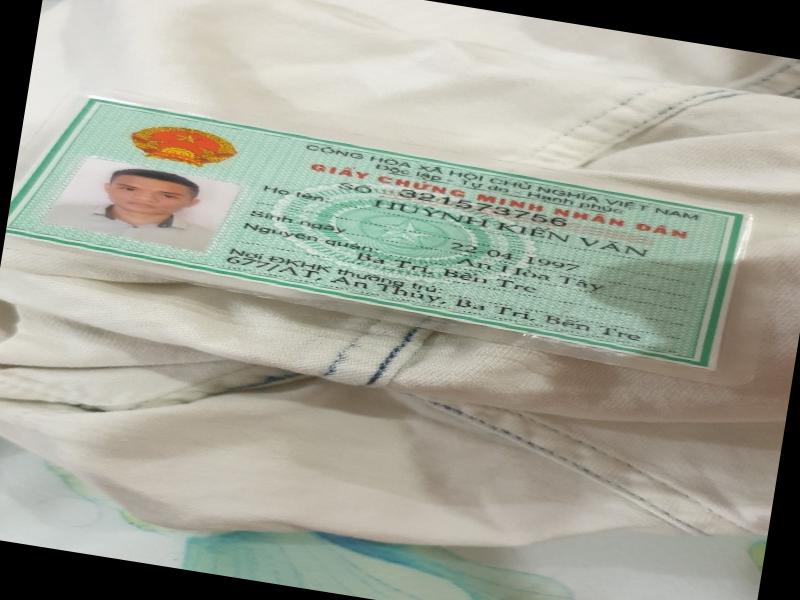 CỘNG HÒA XÃ HỘI CHỦ NGHĨA VIỆT NAM
Độc lập - Tự do - Hạnh phúc
GIẤY CHỨNG MINH NHÂN DÂN
SỐ 321573756
Họ tên: HUỲNH KIẾN VĂN
Sinh ngày 22-04-1997
Nguyên quán: An Hòa Tây
Ba Tri, Bến Tre
Nơi ĐKHK thường trú:
677/AT, An Thủy, Ba Tri, Bến Tre